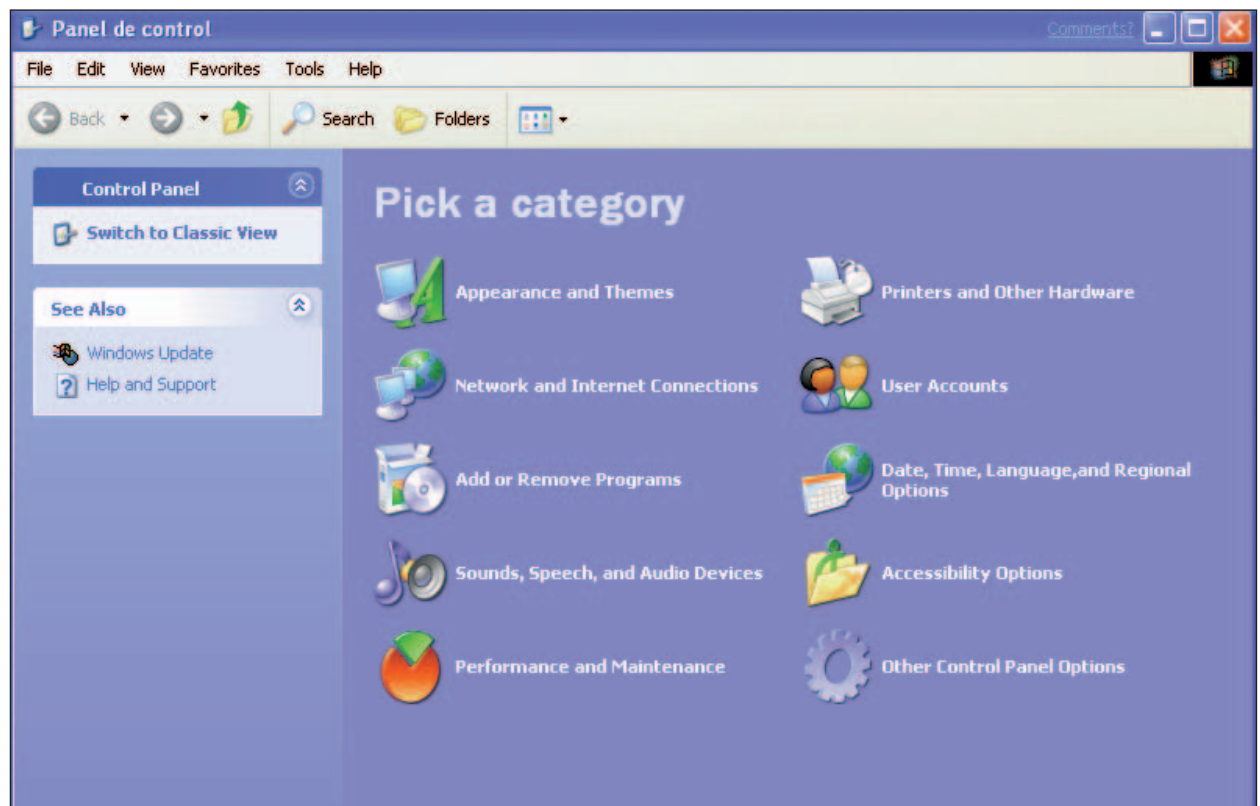 Panel de control
Comments?
File Edit View Favorites Tools Help
Back Search Folders
Control Panel
Switch to Classic View
See Also
Windows Update
Help and Support
Pick a category
Appearance and Themes
Printers and Other Hardware
Network and Internet Connections
User Accounts
Add or Remove Programs
Date, Time, Language,and Regional
Options
Sounds, Speech, and Audio Devices
Accessibility Options
Performance and Maintenance
Other Control Panel Options